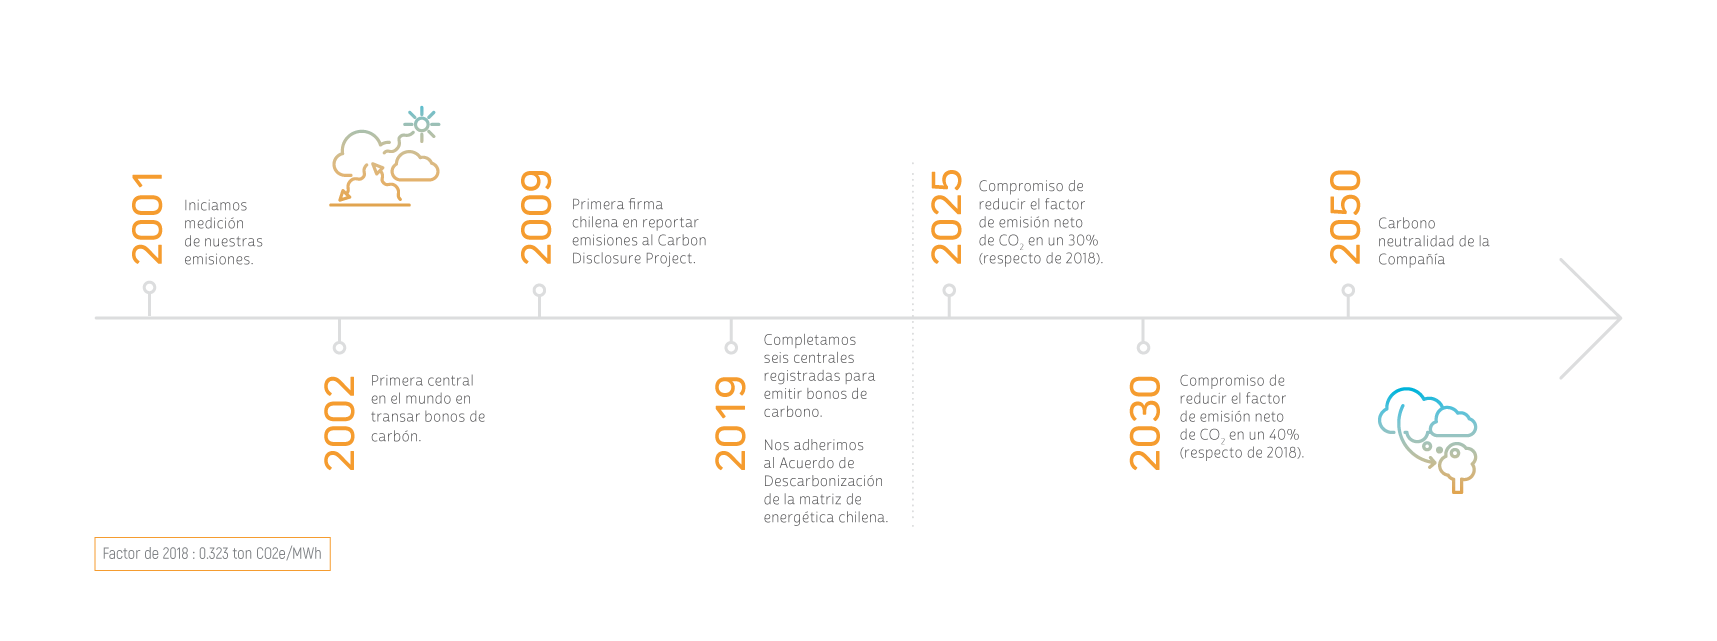 2001
Iniciamos
medición
de nuestras
emisiones.
2002
Primera central
en el mundo en
transar bonos de
carbón.
2009
Primera firma
chilena en reportar
emisiones al Carbon
Disclosure Project.
2019
Completamos
seis centrales
registradas para
emitir bonos de
carbono.
Nos adherimos
al Acuerdo de
Descarbonización
de la matriz de
energética chilena.
2025
Compromiso de
reducir el factor
de emisión neto
de CO₂ en un 30%
(respecto de 2018).
2030
Compromiso de
reducir el factor
de emisión neto
de CO₂ en un 40%
(respecto de 2018).
2050
Carbono
neutralidad de la
Compañía
Factor de 2018 : 0.323 ton CO2e/MWh